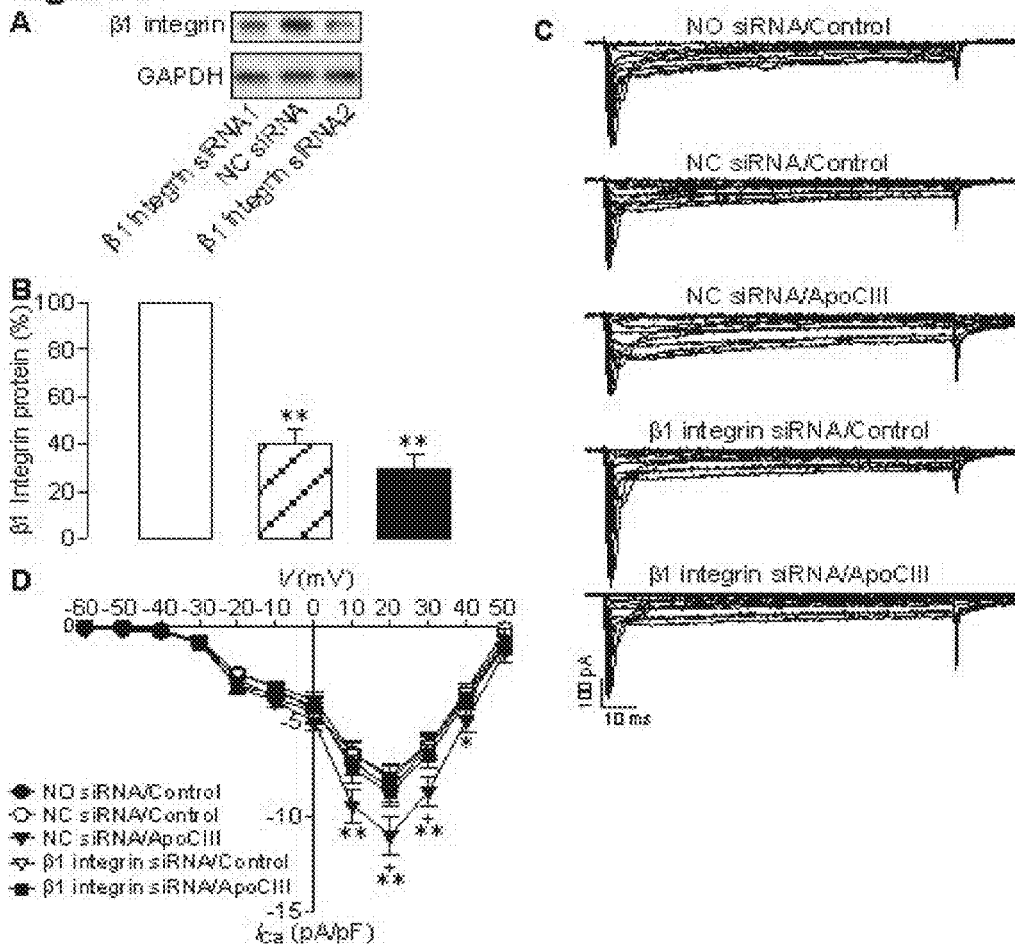 A
β1 integrin
GAPDH
β1 integrin siRNA1
NC siRNA
β1 integrin siRNA2
B
β1 Integrin protein (%)
100
80
60
40
20
0
**
**
C
NO siRNA/Control
NC siRNA/Control
NC siRNA/ApoCIII
β1 integrin siRNA/Control
β1 integrin siRNA/ApoCIII
100 pA
10 ms
D
V (mV)
-60 -50 -40 -30 -20 -10 0 10 20 30 40 50
0
-5
-10
-15
** + ** + ** *
NO siRNA/Control
NC siRNA/Control
NC siRNA/ApoCIII
β1 integrin siRNA/Control
β1 integrin siRNA/ApoCIII
ICa (pA/pF)